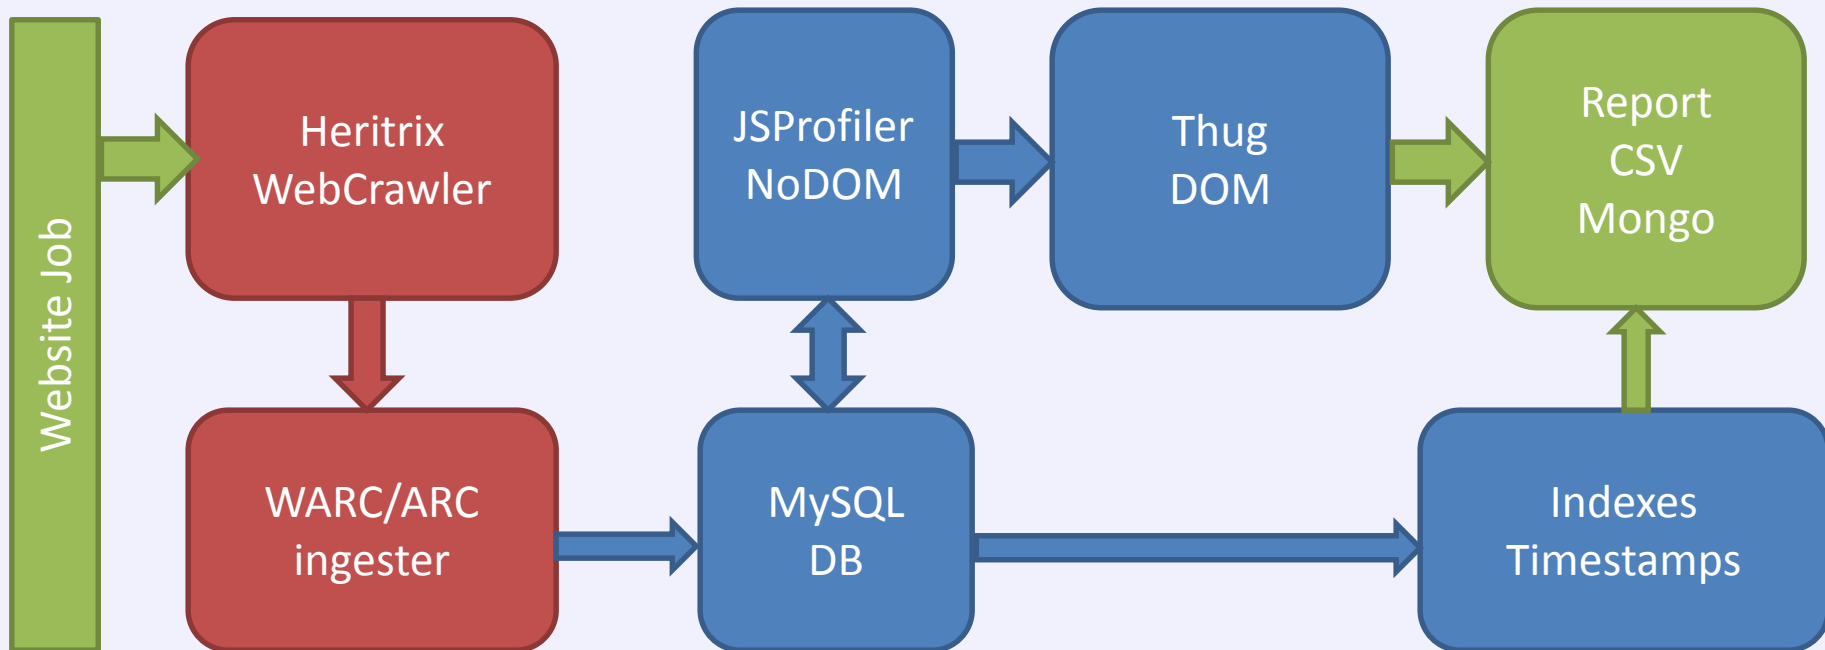 Website Job
Heritrix
WebCrawler
JSProfiler
NoDOM
Thug
DOM
Report
CSV
Mongo
WARC/ARC
ingester
MySQL
DB
Indexes
Timestamps